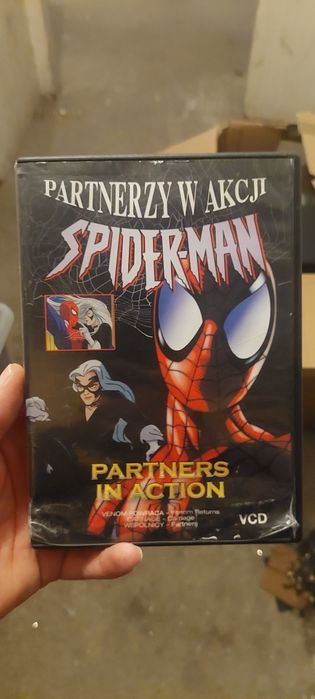 PARTNERZY W AKCJI
SPIDER-MAN
PARTNERS
IN ACTION
VENOM POWRACA - Venom Returns
CARNAGE - Carnage
WSPÓLNICY - Partners
VCD